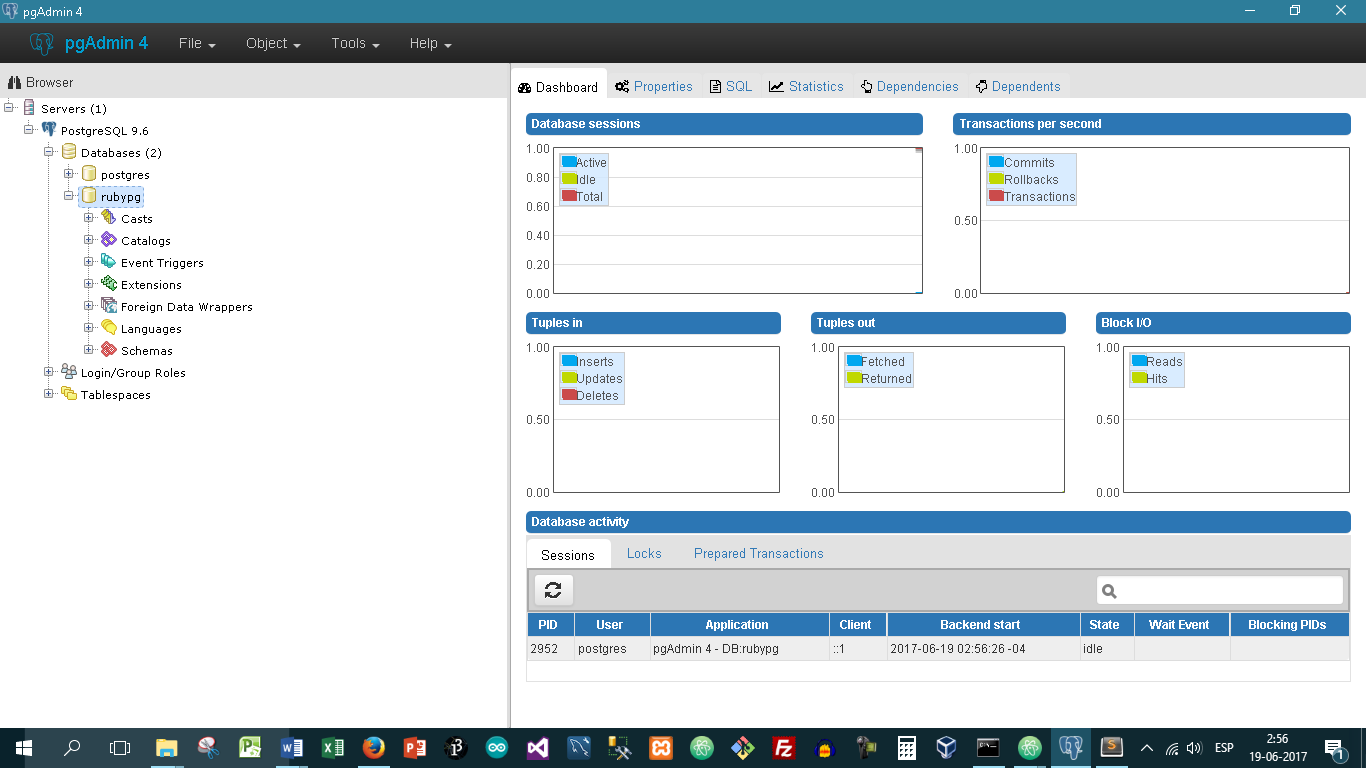 pgAdmin 4
pgAdmin 4 File Object Tools Help
Browser
Servers (1)
PostgreSQL 9.6
Databases (2)
postgres
rubypg
Casts
Catalogs
Event Triggers
Extensions
Foreign Data Wrappers
Languages
Schemas
Login/Group Roles
Tablespaces
Dashboard Properties SQL Statistics Dependencies Dependents
Database sessions
1.00
0.80
0.60
0.40
0.20
0.00
Active
Idle
Total
Transactions per second
1.00
0.50
0.00
Commits
Rollbacks
Transactions
Tuples in
1.00
0.50
0.00
Inserts
Updates
Deletes
Tuples out
1.00
0.50
0.00
Fetched
Returned
Block I/O
1.00
0.50
0.00
Reads
Hits
Database activity
Sessions Locks Prepared Transactions
PID User Application Client Backend start State Wait Event Blocking PIDs
2952 postgres pgAdmin 4 - DB:rubypg ::1 2017-06-19 02:56:26 -04 idle
ESP
2:56
19-06-2017
1